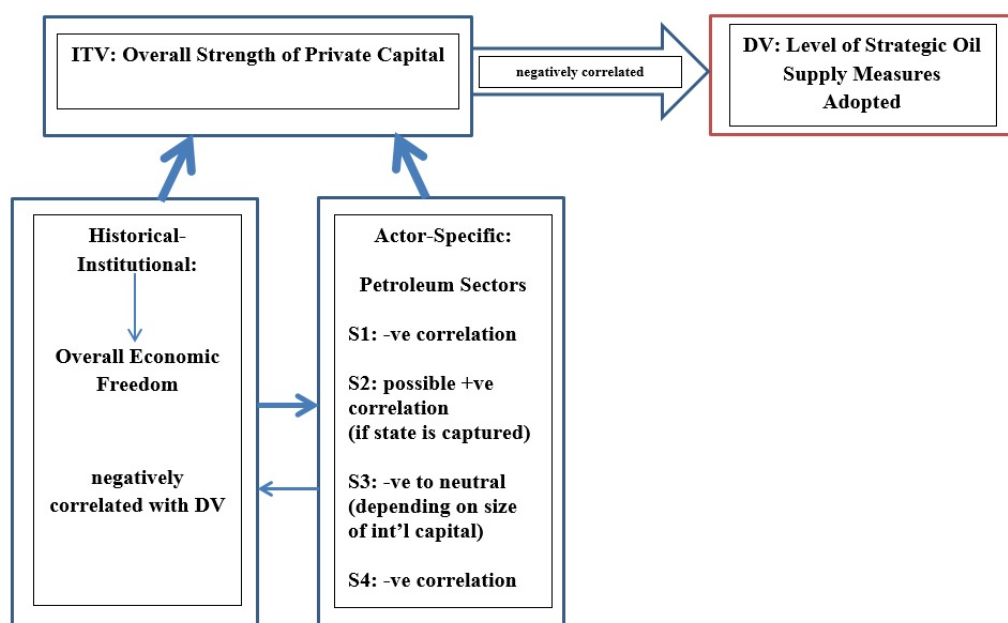 ITV: Overall Strength of Private Capital
negatively correlated
DV: Level of Strategic Oil
Supply Measures
Adopted
Historical-
Institutional:
Overall Economic
Freedom
negatively
correlated with DV
Actor-Specific:
Petroleum Sectors
S1: -ve correlation
S2: possible +ve
correlation
(if state is captured)
S3: -ve to neutral
(depending on size
of int’l capital)
S4: -ve correlation